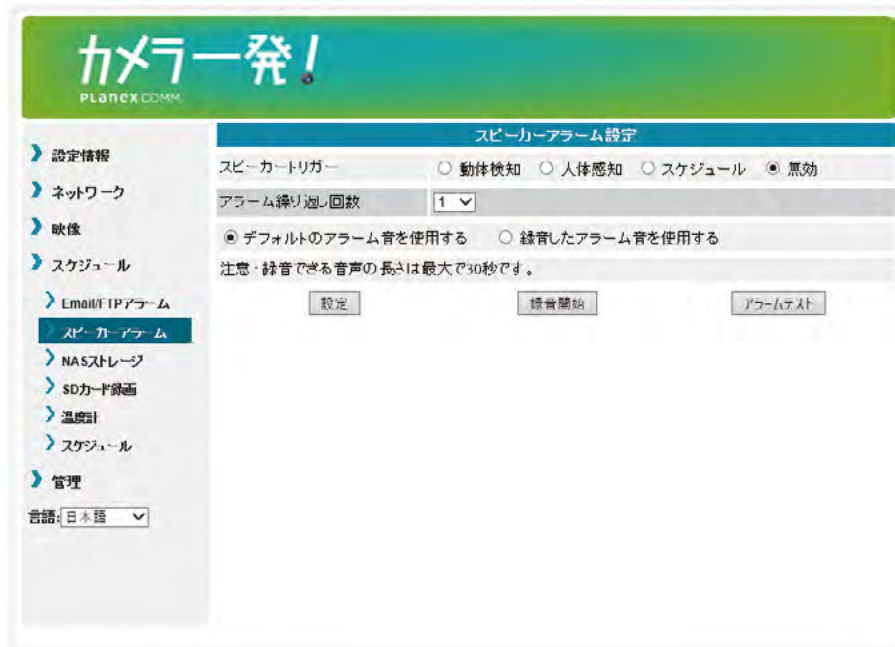 カメラ一発!
PLANEX COMM.
設定情報
ネットワーク
映像
スケジュール
Email/FTPアラーム
スピーカーアラーム
NASストレージ
SDカード録画
温度計
スケジュール
管理
言語: 日本語
スピーカーアラーム設定
スピーカートリガー 動体検知 人体感知 スケジュール 無効
アラーム繰り返し回数 1
デフォルトのアラーム音を使用する 録音したアラーム音を使用する
注意・録音できる音声の長さは最大で30秒です。
設定 録音開始 アラームテスト